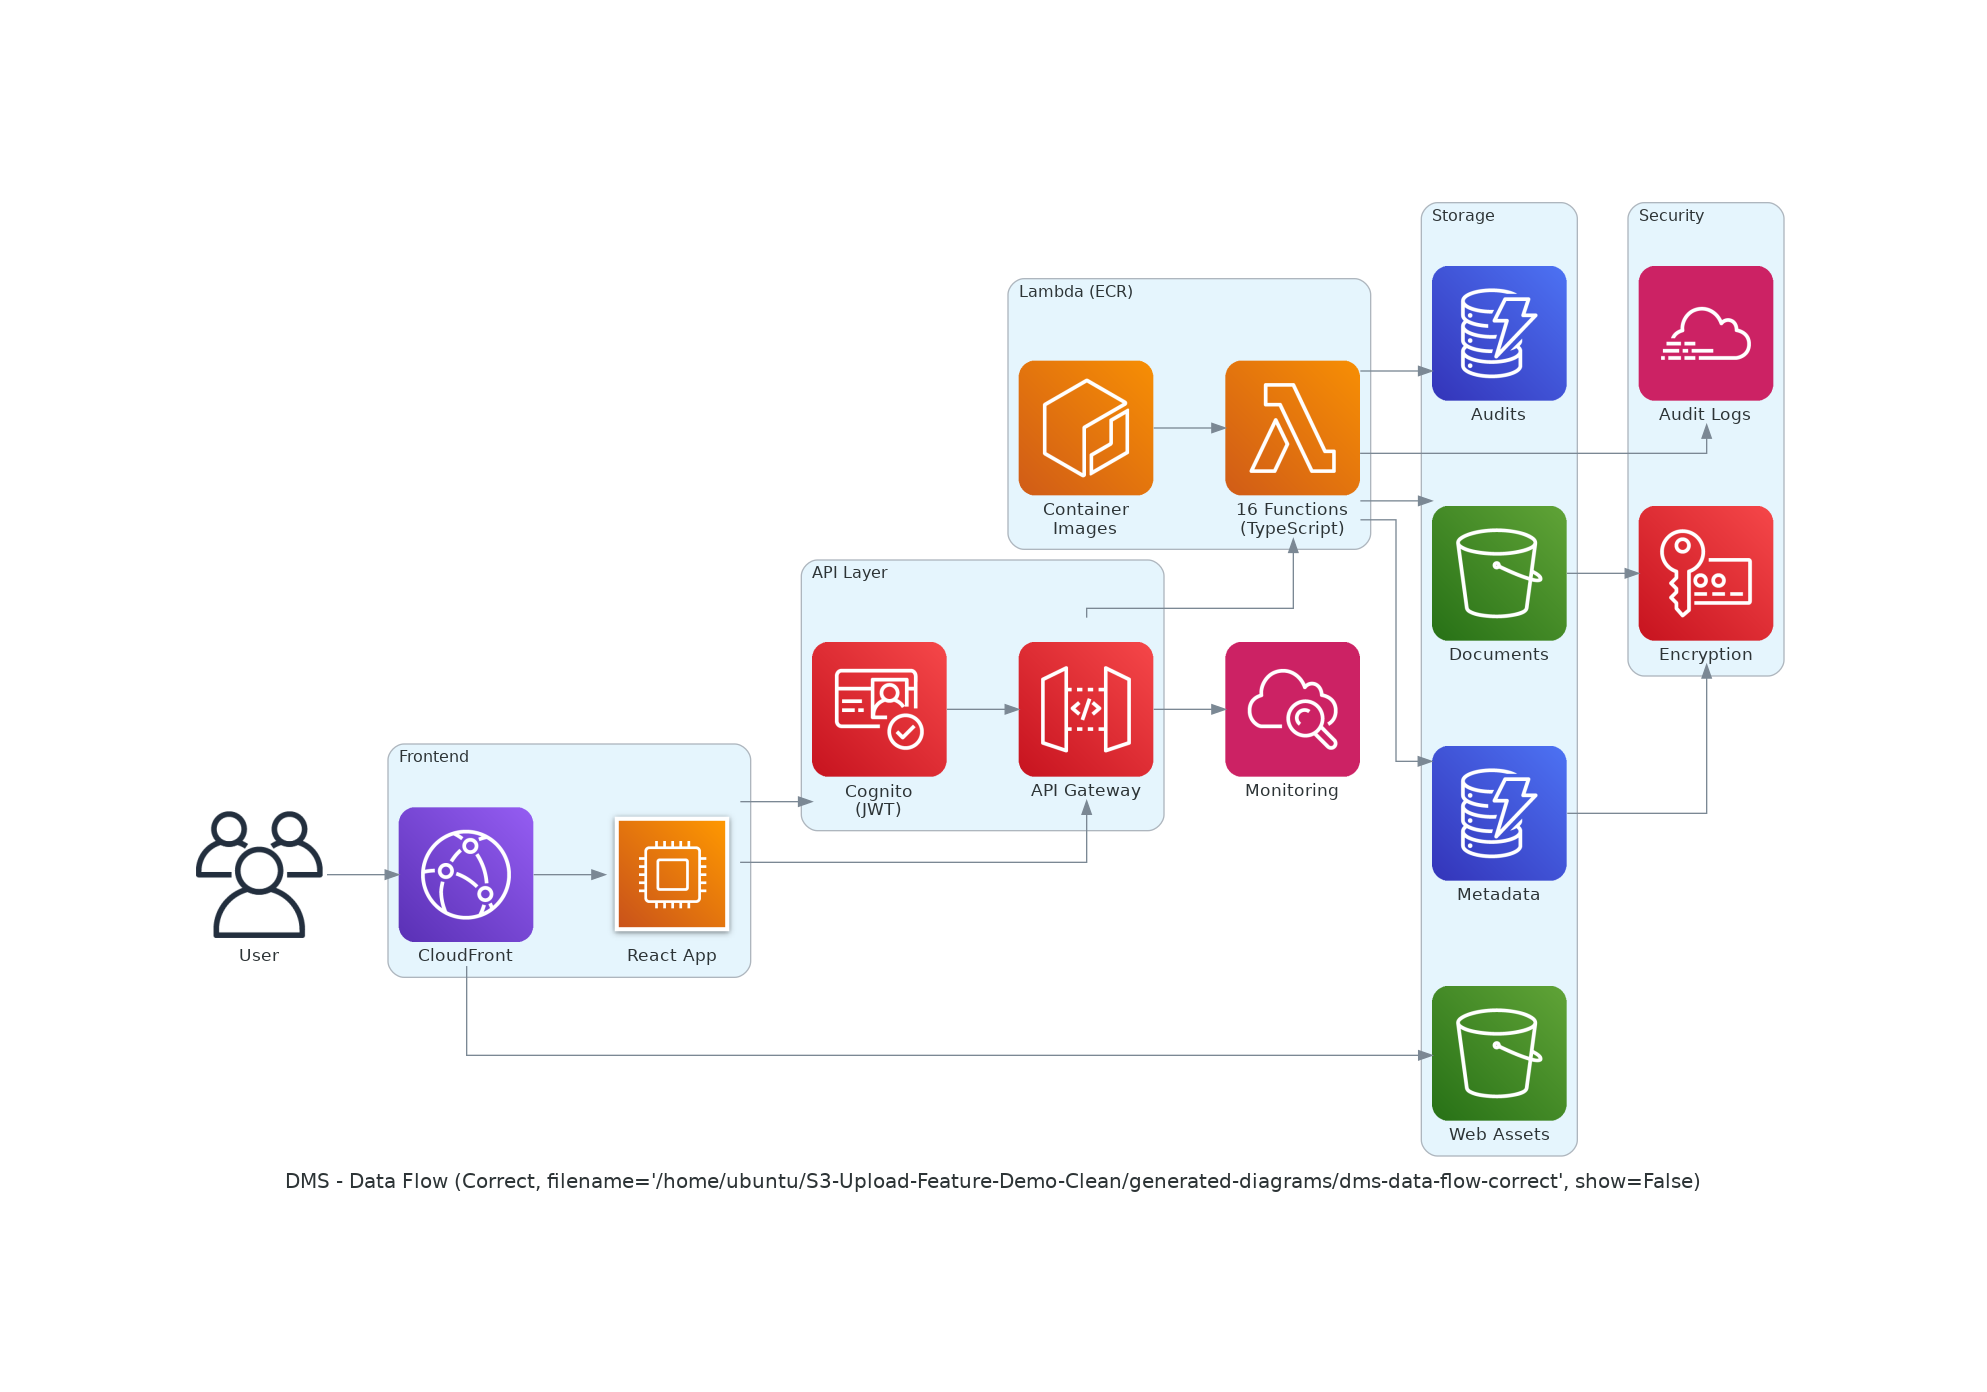 Storage
Security
Lambda (ECR)
Audits
Audit Logs
Container
Images
16 Functions
(TypeScript)
API Layer
Documents
Encryption
Frontend
Cognito
(JWT)
API Gateway
Monitoring
Metadata
User
CloudFront
React App
Web Assets
DMS - Data Flow (Correct, filename='/home/ubuntu/S3-Upload-Feature-Demo-Clean/generated-diagrams/dms-data-flow-correct', show=False)